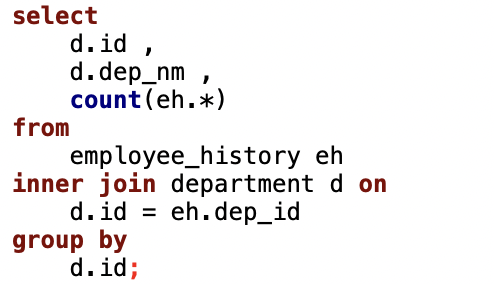 select
    d.id ,
    d.dep_nm ,
    count(eh.*)
from
    employee_history eh
inner join department d on
    d.id = eh.dep_id
group by
    d.id;